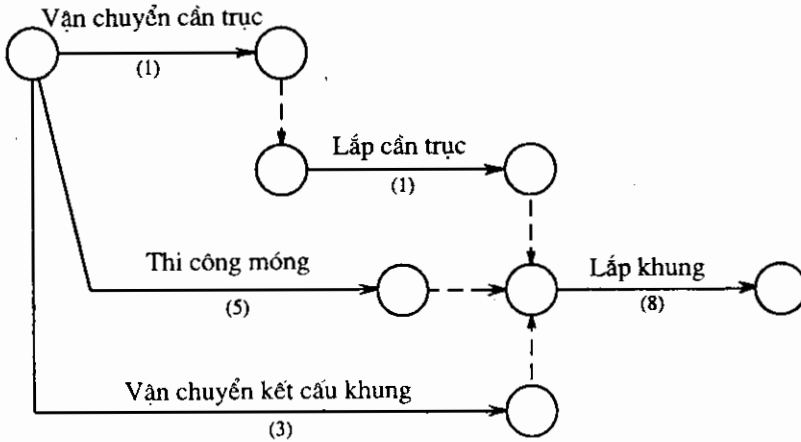 Vận chuyển cần trục
(1)
Lắp cần trục
(1)
Thi công móng
(5)
Lắp khung
(8)
Vận chuyển kết cấu khung
(3)